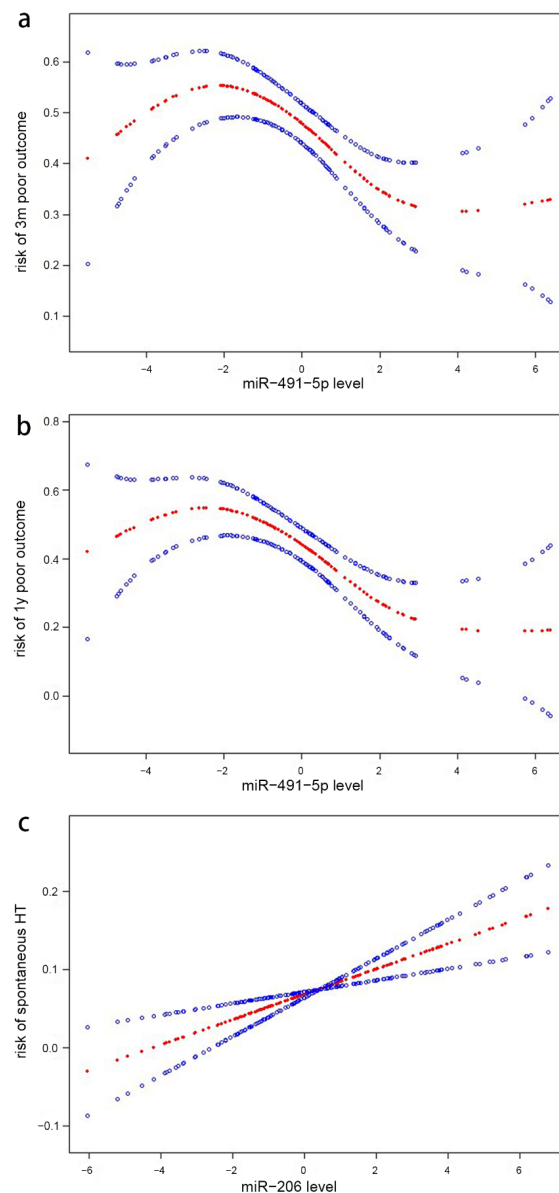 a
0.6
0.5
0.4
0.3
0.2
0.1
risk of 3m poor outcome
−4 −2 0 2 4 6
miR−491−5p level
b
0.8
0.6
0.4
0.2
0.0
risk of 1y poor outcome
−4 −2 0 2 4 6
miR−491−5p level
c
0.2
0.1
0.0
−0.1
risk of spontaneous HT
−6 −4 −2 0 2 4 6
miR−206 level